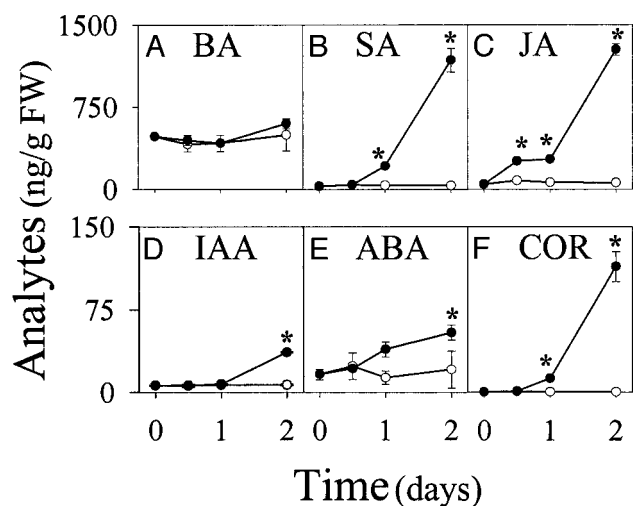 Analytes (ng/g FW)
1500
750
0
A BA
B SA
*
*
C JA
*
*
*
150
75
0
D IAA
*
E ABA
*
F COR
*
*
0 1 2 0 1 2 0 1 2
Time (days)